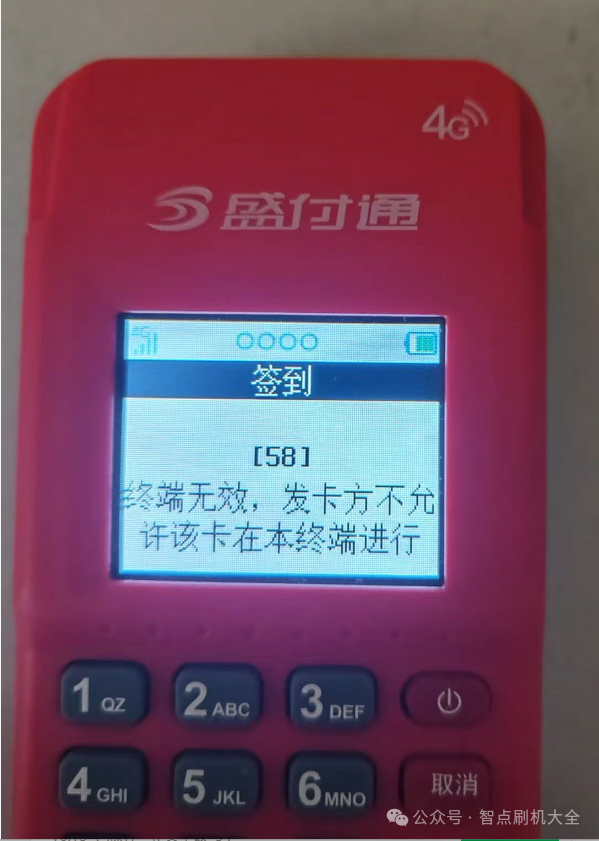 4G
盛付通
4G
签到
[58]
终端无效，发卡方不允
许该卡在本终端进行
1 QZ 2 ABC 3 DEF
4 GHI 5 JKL 6 MNO 取消
公众号·智点刷机大全